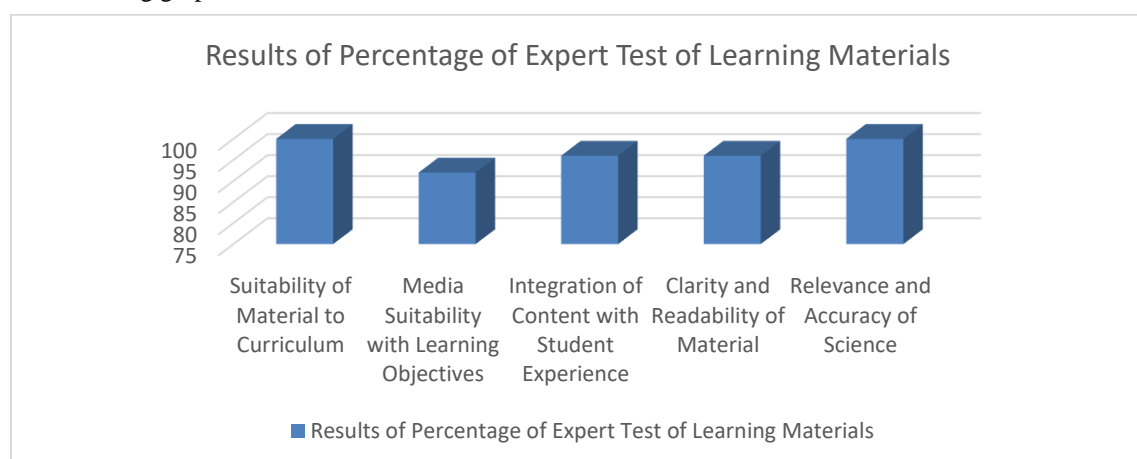 Results of Percentage of Expert Test of Learning Materials
100
95
90
85
80
75
Suitability of
Material to
Curriculum
Media
Suitability
with Learning
Objectives
Integration of
Content with
Student
Experience
Clarity and
Readability of
Material
Relevance and
Accuracy of
Science
Results of Percentage of Expert Test of Learning Materials